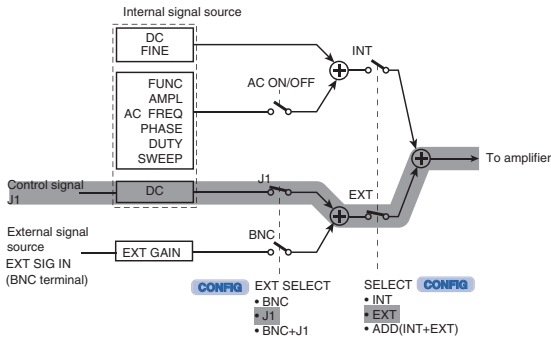 Internal signal source
DC
FINE
INT
FUNC
AMPL
AC FREQ
PHASE
DUTY
SWEEP
AC ON/OFF
To amplifier
Control signal
J1
DC
J1
EXT
External signal
source
EXT SIG IN
(BNC terminal)
EXT GAIN
BNC
CONFIG EXT SELECT
• BNC
• J1
• BNC+J1
SELECT CONFIG
• INT
• EXT
• ADD(INT+EXT)